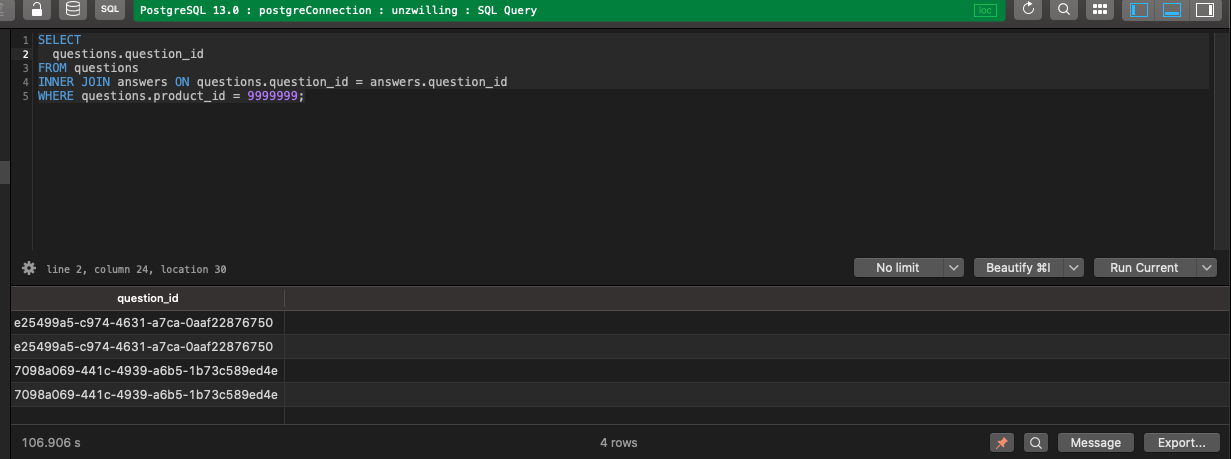 SQL
PostgreSQL 13.0 : postgreConnection : unzwilling : SQL Query
loc
1 SELECT
2 questions.question_id
3 FROM questions
4 INNER JOIN answers ON questions.question_id = answers.question_id
5 WHERE questions.product_id = 9999999;
line 2, column 24, location 30
No limit
Beautify ⌘I
Run Current
question_id
e25499a5-c974-4631-a7ca-0aaf22876750
e25499a5-c974-4631-a7ca-0aaf22876750
7098a069-441c-4939-a6b5-1b73c589ed4e
7098a069-441c-4939-a6b5-1b73c589ed4e
106.906 s
4 rows
Message
Export...